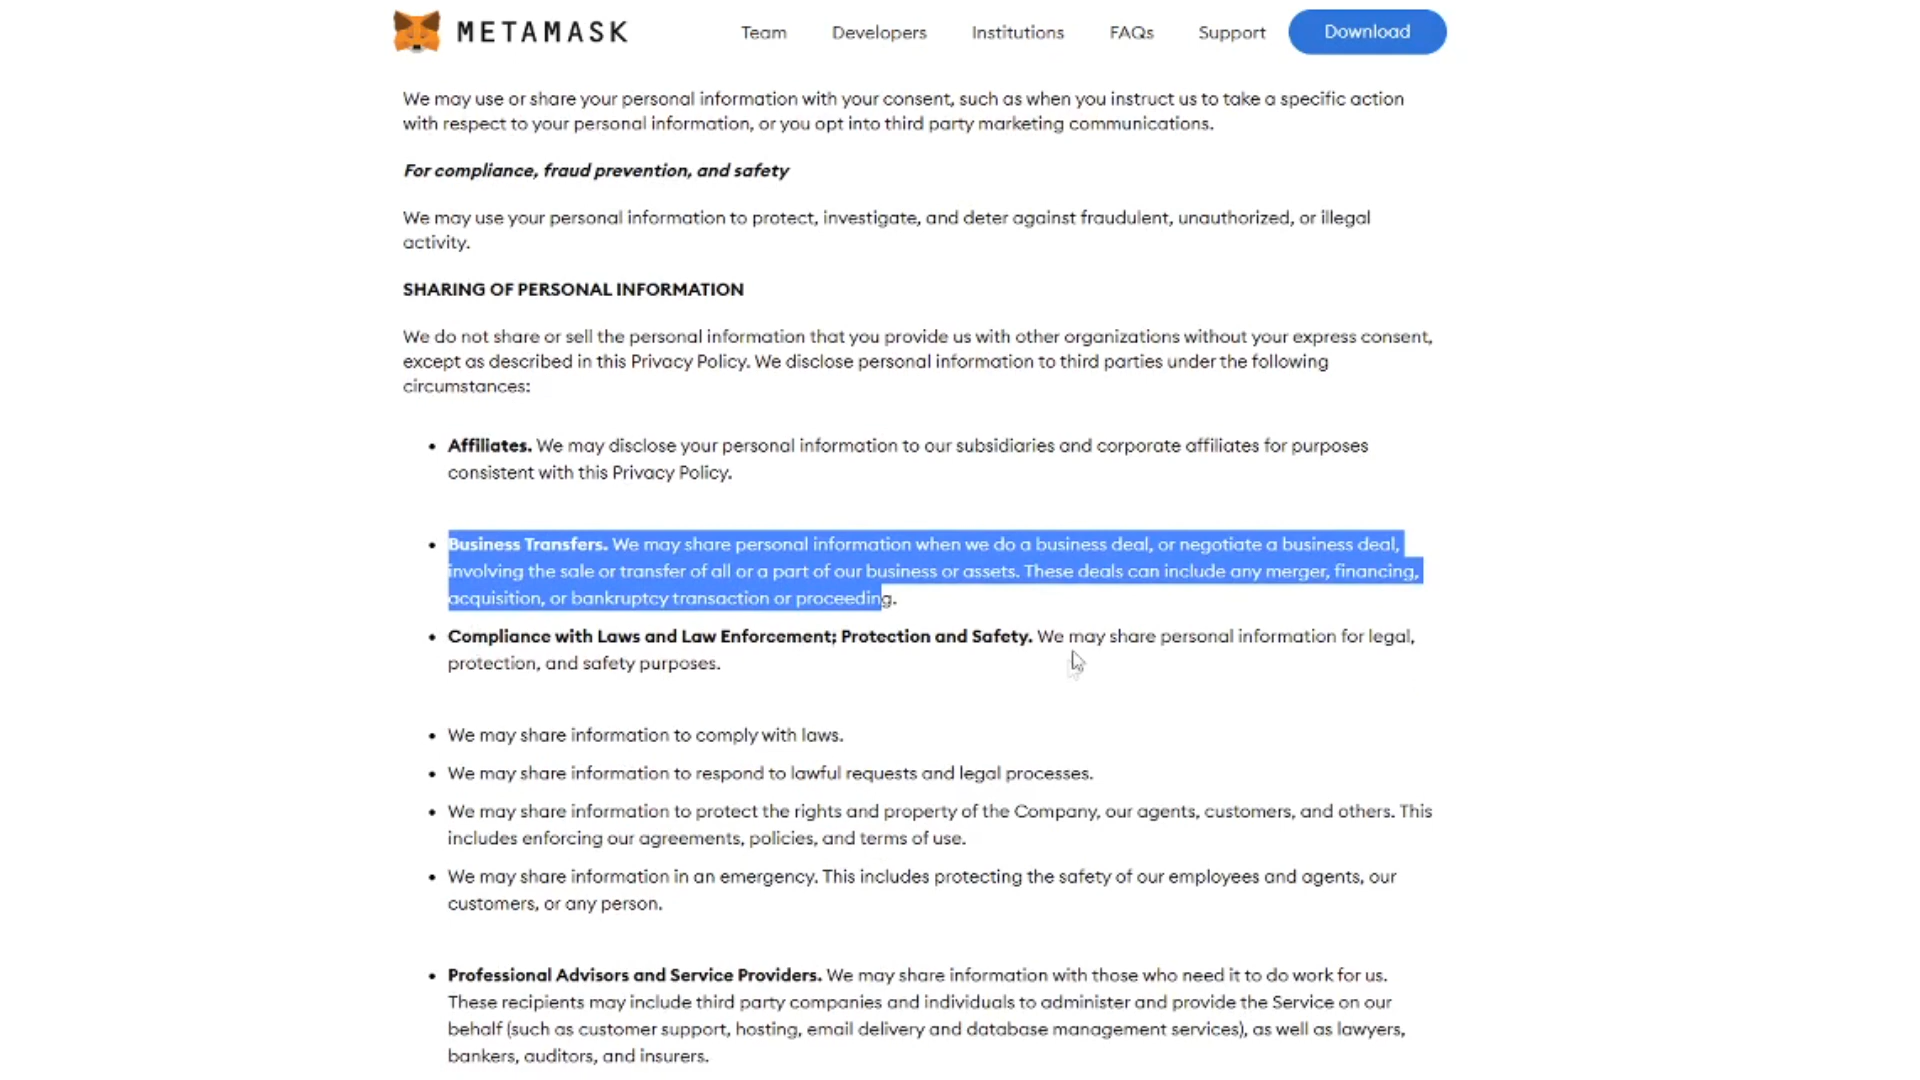 METAMASK
Team Developers Institutions FAQs Support Download
We may use or share your personal information with your consent, such as when you instruct us to take a specific action
with respect to your personal information, or you opt into third party marketing communications.
For compliance, fraud prevention, and safety
We may use your personal information to protect, investigate, and deter against fraudulent, unauthorized, or illegal
activity.
SHARING OF PERSONAL INFORMATION
We do not share or sell the personal information that you provide us with other organizations without your express consent,
except as described in this Privacy Policy. We disclose personal information to third parties under the following
circumstances:
• Affiliates. We may disclose your personal information to our subsidiaries and corporate affiliates for purposes
consistent with this Privacy Policy.
• Business Transfers. We may share personal information when we do a business deal, or negotiate a business deal,
involving the sale or transfer of all or a part of our business or assets. These deals can include any merger, financing,
acquisition, or bankruptcy transaction or proceeding.
• Compliance with Laws and Law Enforcement; Protection and Safety. We may share personal information for legal,
protection, and safety purposes.
• We may share information to comply with laws.
• We may share information to respond to lawful requests and legal processes.
• We may share information to protect the rights and property of the Company, our agents, customers, and others. This
includes enforcing our agreements, policies, and terms of use.
• We may share information in an emergency. This includes protecting the safety of our employees and agents, our
customers, or any person.
• Professional Advisors and Service Providers. We may share information with those who need it to do work for us.
These recipients may include third party companies and individuals to administer and provide the Service on our
behalf (such as customer support, hosting, email delivery and database management services), as well as lawyers,
bankers, auditors, and insurers.